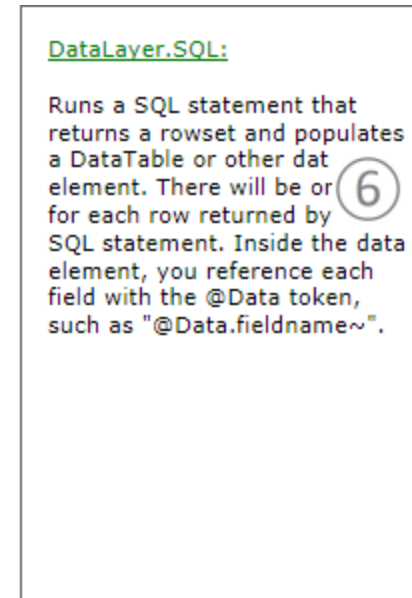 DataLayer.SQL:
Runs a SQL statement that
returns a rowset and populates
a DataTable or other dat
element. There will be or
for each row returned by
6
SQL statement. Inside the data
element, you reference each
field with the @Data token,
such as "@Data.fieldname~".